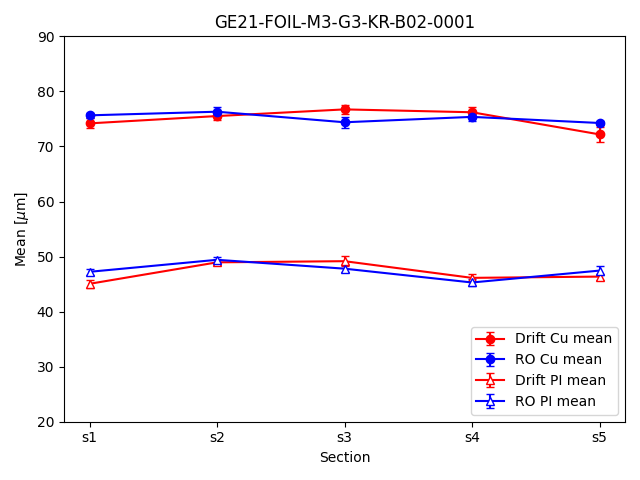 GE21-FOIL-M3-G3-KR-B02-0001
90
80
70
60
50
40
30
20
Mean [μm]
s1 s2 s3 s4 s5
Section
Drift Cu mean
RO Cu mean
Drift PI mean
RO PI mean